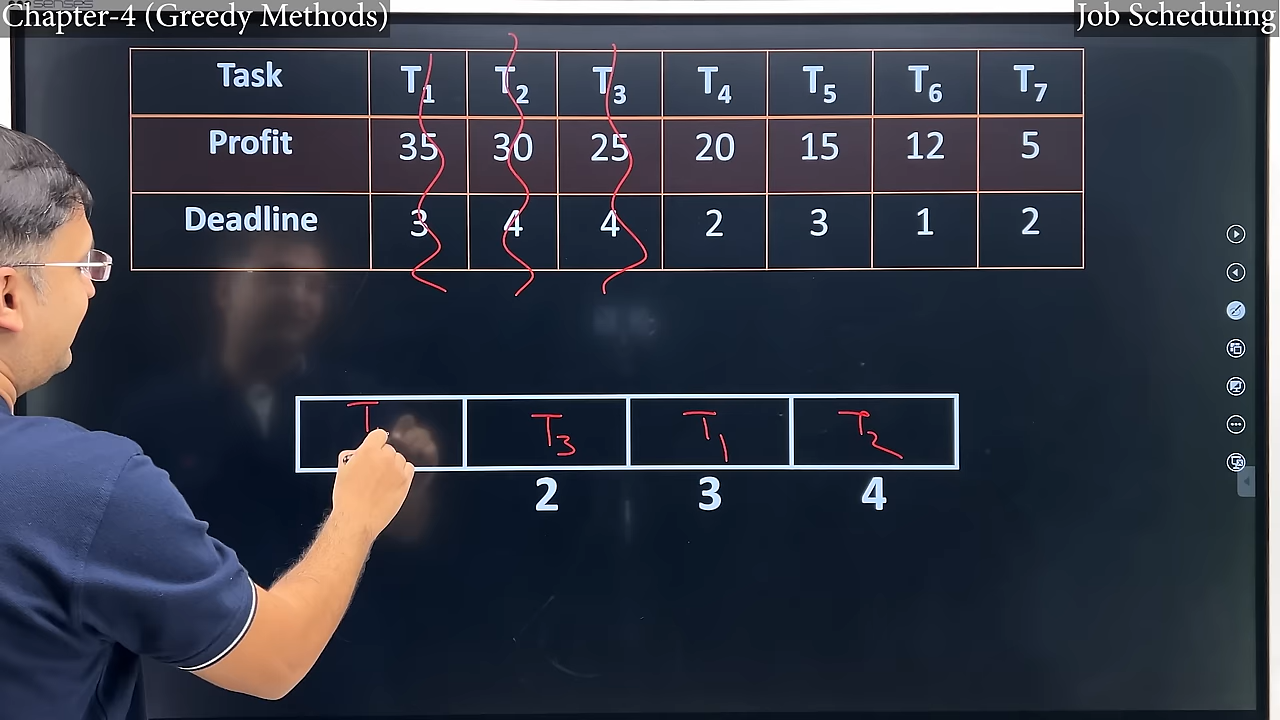 Chapter-4 (Greedy Methods)
Job Scheduling
Task T1 T2 T3 T4 T5 T6 T7
Profit 35 30 25 20 15 12 5
Deadline 3 4 4 2 3 1 2
T T3 T1 T2
2 3 4